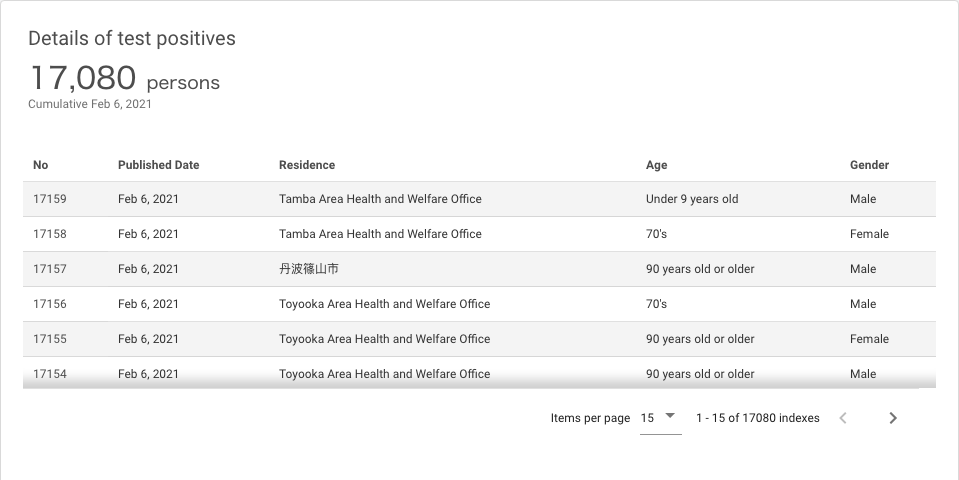 Details of test positives
17,080 persons
Cumulative Feb 6, 2021
No Published Date Residence Age Gender
17159 Feb 6, 2021 Tamba Area Health and Welfare Office Under 9 years old Male
17158 Feb 6, 2021 Tamba Area Health and Welfare Office 70's Female
17157 Feb 6, 2021 丹波篠山市 90 years old or older Male
17156 Feb 6, 2021 Toyooka Area Health and Welfare Office 70's Male
17155 Feb 6, 2021 Toyooka Area Health and Welfare Office 90 years old or older Female
17154 Feb 6, 2021 Toyooka Area Health and Welfare Office 90 years old or older Male
Items per page 15 1 - 15 of 17080 indexes